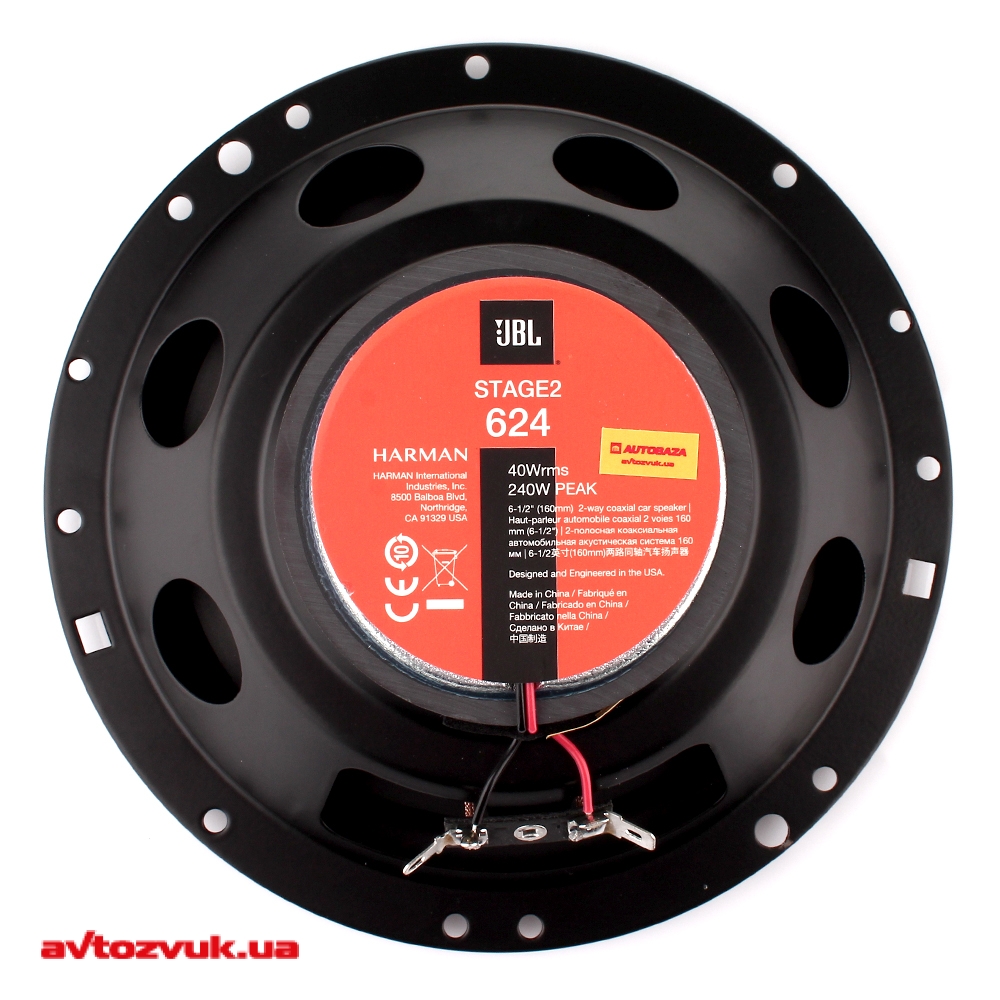 JBL
STAGE2
624
HARMAN
HARMAN International
Industries, Inc.
8500 Balboa Blvd,
Northridge,
CA 91329 USA
10
CE
AUTOBAZA
avtozvuk.ua
40Wrms
240W PEAK
6-1/2" (160mm) 2-way coaxial car speaker |
Haut-parleur automobile coaxial 2 voies 160
mm (6-1/2") | 2-полосная коаксиальная
автомобильная акустическая система 160
мм | 6-1/2英寸(160mm)两路同轴汽车扬声器
Designed and Engineered in the USA.
Made in China / Fabriqué en
China / Fabricado en China /
Fabbricato nella China /
Сделано в Китае /
中国制造
avtozvuk.ua